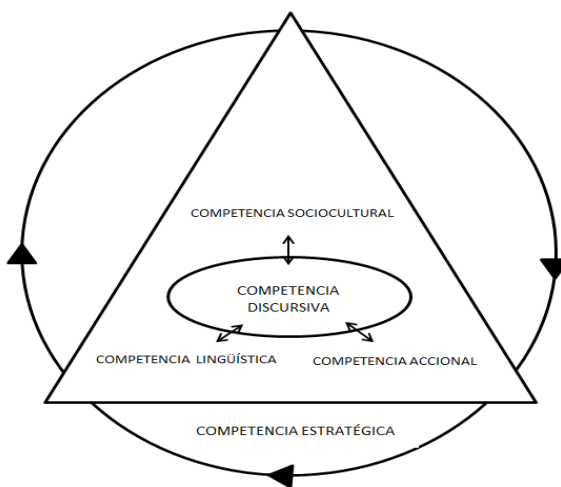 COMPETENCIA SOCIOCULTURAL
COMPETENCIA
DISCURSIVA
COMPETENCIA LINGÜÍSTICA
COMPETENCIA ACCIONAL
COMPETENCIA ESTRATÉGICA